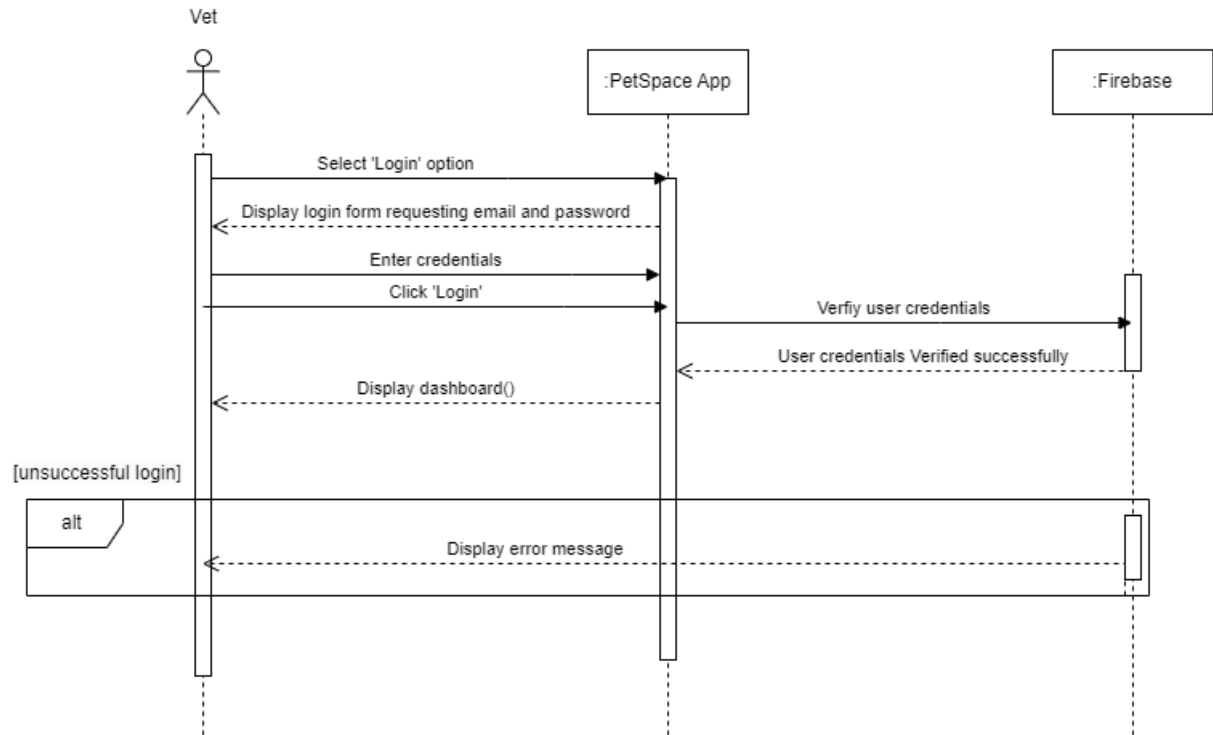 Vet
:PetSpace App
:Firebase
Select 'Login' option
Display login form requesting email and password
Enter credentials
Click 'Login'
Verfiy user credentials
User credentials Verified successfully
Display dashboard()
[unsuccessful login]
alt
Display error message